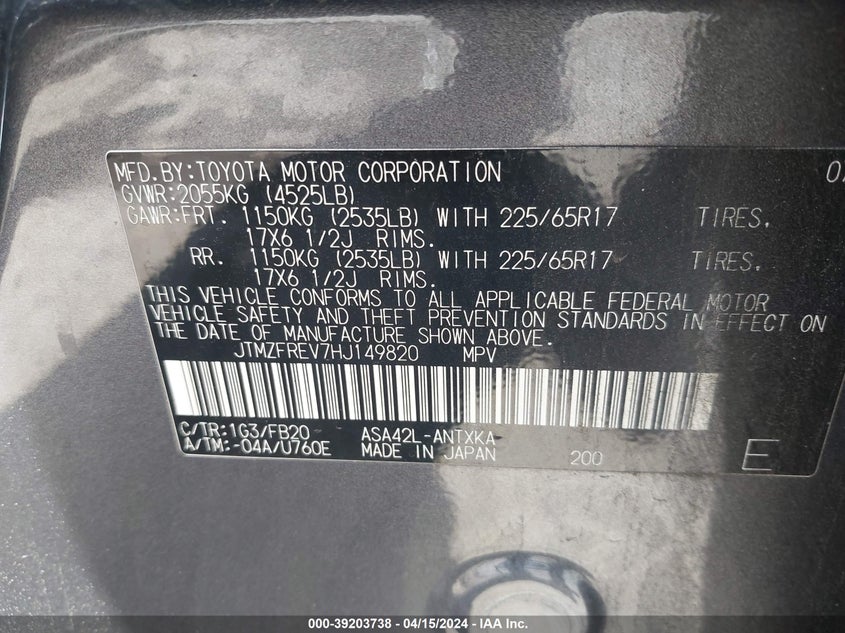 MFD.BY:TOYOTA MOTOR CORPORATION
GVWR:2055KG (4525LB)
GAWR:FRT. 1150KG (2535LB) WITH 225/65R17 TIRES.
17X6 1/2J RIMS.
RR. 1150KG (2535LB) WITH 225/65R17 TIRES.
17X6 1/2J RIMS.
THIS VEHICLE CONFORMS TO ALL APPLICABLE FEDERAL MOTOR
VEHICLE SAFETY AND THEFT PREVENTION STANDARDS IN EFFECT ON
THE DATE OF MANUFACTURE SHOWN ABOVE.
JTMZFREV7HJ149820 MPV
C/TR:1G3/FB20 ASA42L-ANTXKA
A/TM:-04A/U760E MADE IN JAPAN 200 E
000-39203738 - 04/15/2024 - IAA Inc.